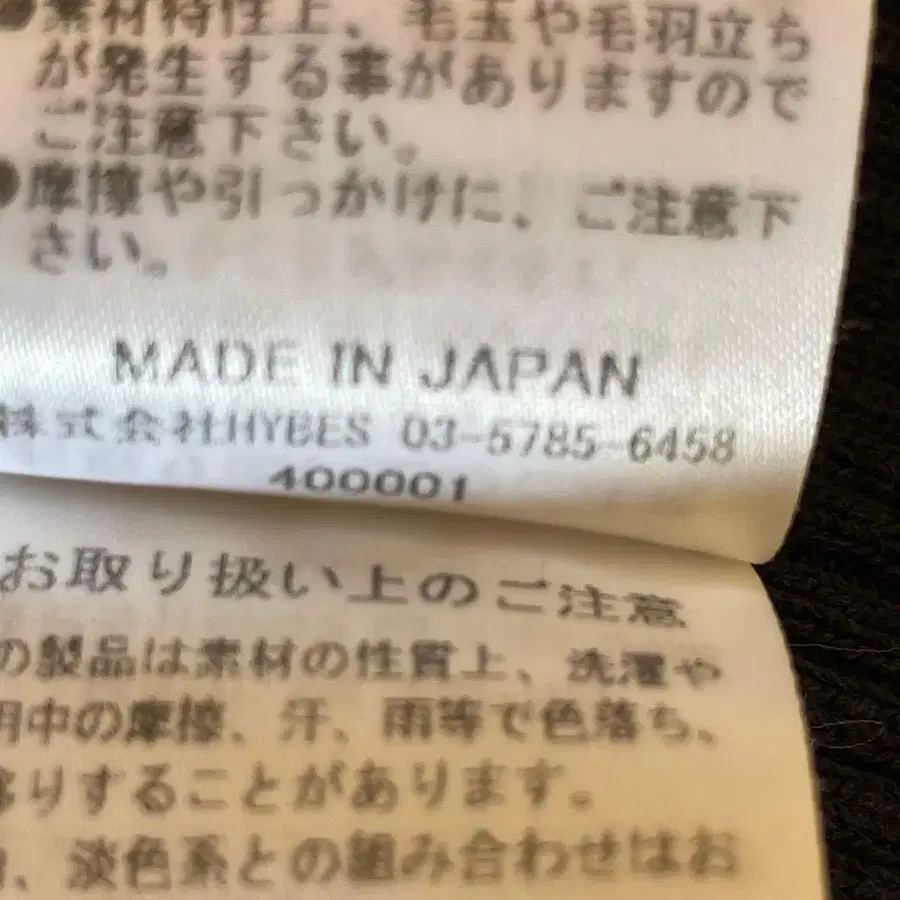 ●素材特性上、毛玉や毛羽立ち
が発生する事がありますので
ご注意下さい。
●摩擦や引っかけに、ご注意下
さい。
MADE IN JAPAN
株式会社HYBES 03-5785-6458
400001
お取り扱い上のご注意
の製品は素材の性質上、洗濯や
用中の摩擦、汗、雨等で色落ち、
移りすることがあります。
、淡色系との組み合わせはお